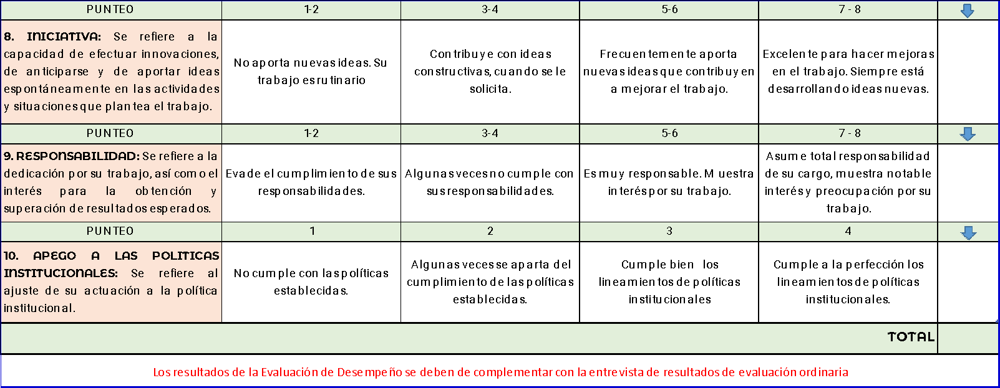 PUNTEO 1-2 3-4 5-6 7 - 8
8. INICIATIVA: Se refiere a la
capacidad de efectuar innovaciones,
de anticiparse y de aportar ideas
espontáneamente en las actividades
y situaciones que plantea el trabajo.
No aporta nuevas ideas. Su
trabajo es rutinario
Contribuye con ideas
constructivas, cuando se le
solicita.
Frecuentemente aporta
nuevas ideas que contribuyen
a mejorar el trabajo.
Excelente para hacer mejoras
en el trabajo. Siempre está
desarrollando ideas nuevas.
PUNTEO 1-2 3-4 5-6 7 - 8
9. RESPONSABILIDAD: Se refiere a la
dedicación por su trabajo, así como el
interés para la obtención y
superación de resultados esperados.
Evade el cumplimiento de sus
responsabilidades.
Algunas veces no cumple con
sus responsabilidades.
Es muy responsable. Muestra
interés por su trabajo.
Asume total responsabilidad
de su cargo, muestra notable
interés y preocupación por su
trabajo.
PUNTEO 1 2 3 4
10. APEGO A LAS POLITICAS
INSTITUCIONALES: Se refiere al
ajuste de su actuación a la política
institucional.
No cumple con las políticas
establecidas.
Algunas veces se aparta del
cumplimiento de las políticas
establecidas.
Cumple bien los
lineamientos de políticas
institucionales
Cumple a la perfección los
lineamientos de políticas
institucionales.
TOTAL
Los resultados de la Evaluación de Desempeño se deben de complementar con la entrevista de resultados de evaluación ordinaria